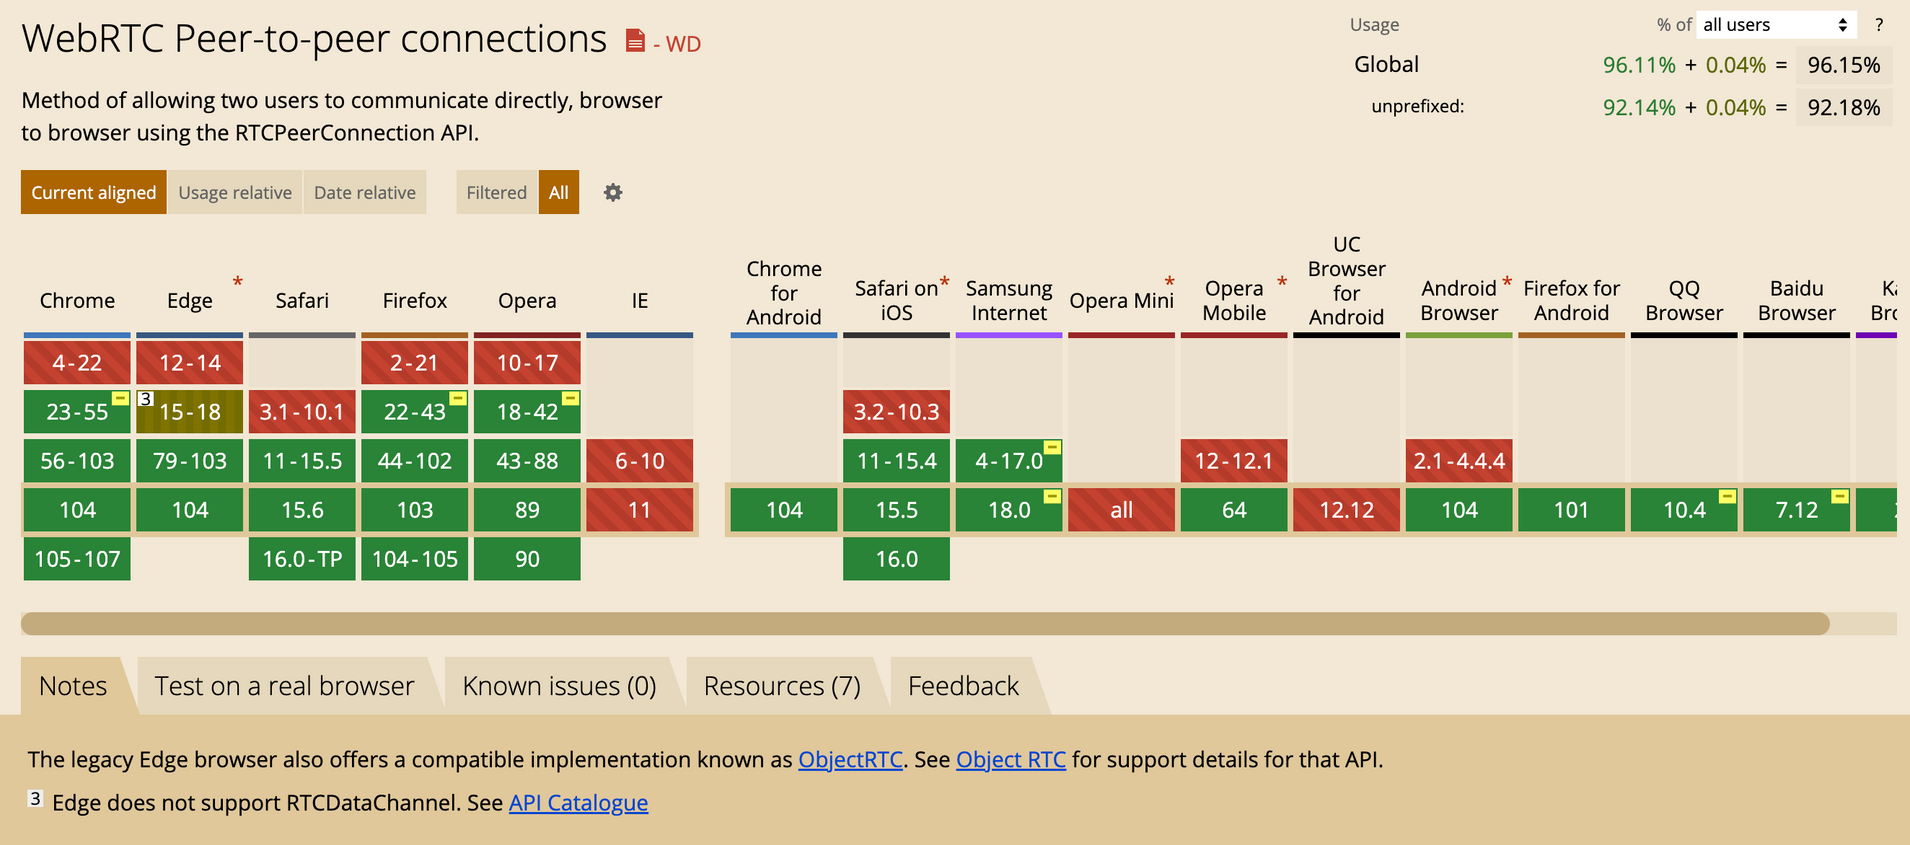 WebRTC Peer-to-peer connections - WD
Usage % of all users ?
Global 96.11% + 0.04% = 96.15%
unprefixed: 92.14% + 0.04% = 92.18%
Method of allowing two users to communicate directly, browser
to browser using the RTCPeerConnection API.
Current aligned Usage relative Date relative Filtered All
Chrome Edge * Safari Firefox Opera IE
Chrome
for
Android
Safari on *
iOS
Samsung
Internet
Opera Mini *
Opera *
Mobile
UC
Browser
for
Android
Android *
Browser
Firefox for
Android
QQ
Browser
Baidu
Browser
4-22 12-14 2-21 10-17
23-55 3 15-18 3.1-10.1 22-43 18-42 3.2-10.3
56-103 79-103 11-15.5 44-102 43-88 6-10 11-15.4 4-17.0 12-12.1 2.1-4.4.4
104 104 15.6 103 89 11 104 15.5 18.0 all 64 12.12 104 101 10.4 7.12
105-107 16.0-TP 104-105 90 16.0
Notes Test on a real browser Known issues (0) Resources (7) Feedback
The legacy Edge browser also offers a compatible implementation known as ObjectRTC. See Object RTC for support details for that API.
3 Edge does not support RTCDataChannel. See API Catalogue